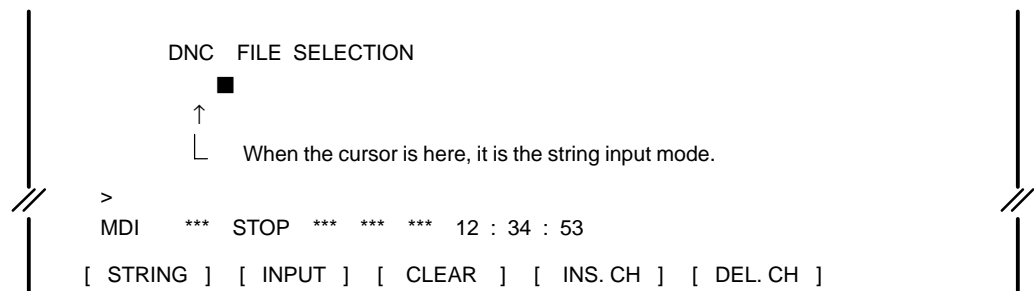 DNC FILE SELECTION
When the cursor is here, it is the string input mode.
>
MDI *** STOP *** *** *** 12 : 34 : 53
[ STRING ] [ INPUT ] [ CLEAR ] [ INS. CH ] [ DEL. CH ]